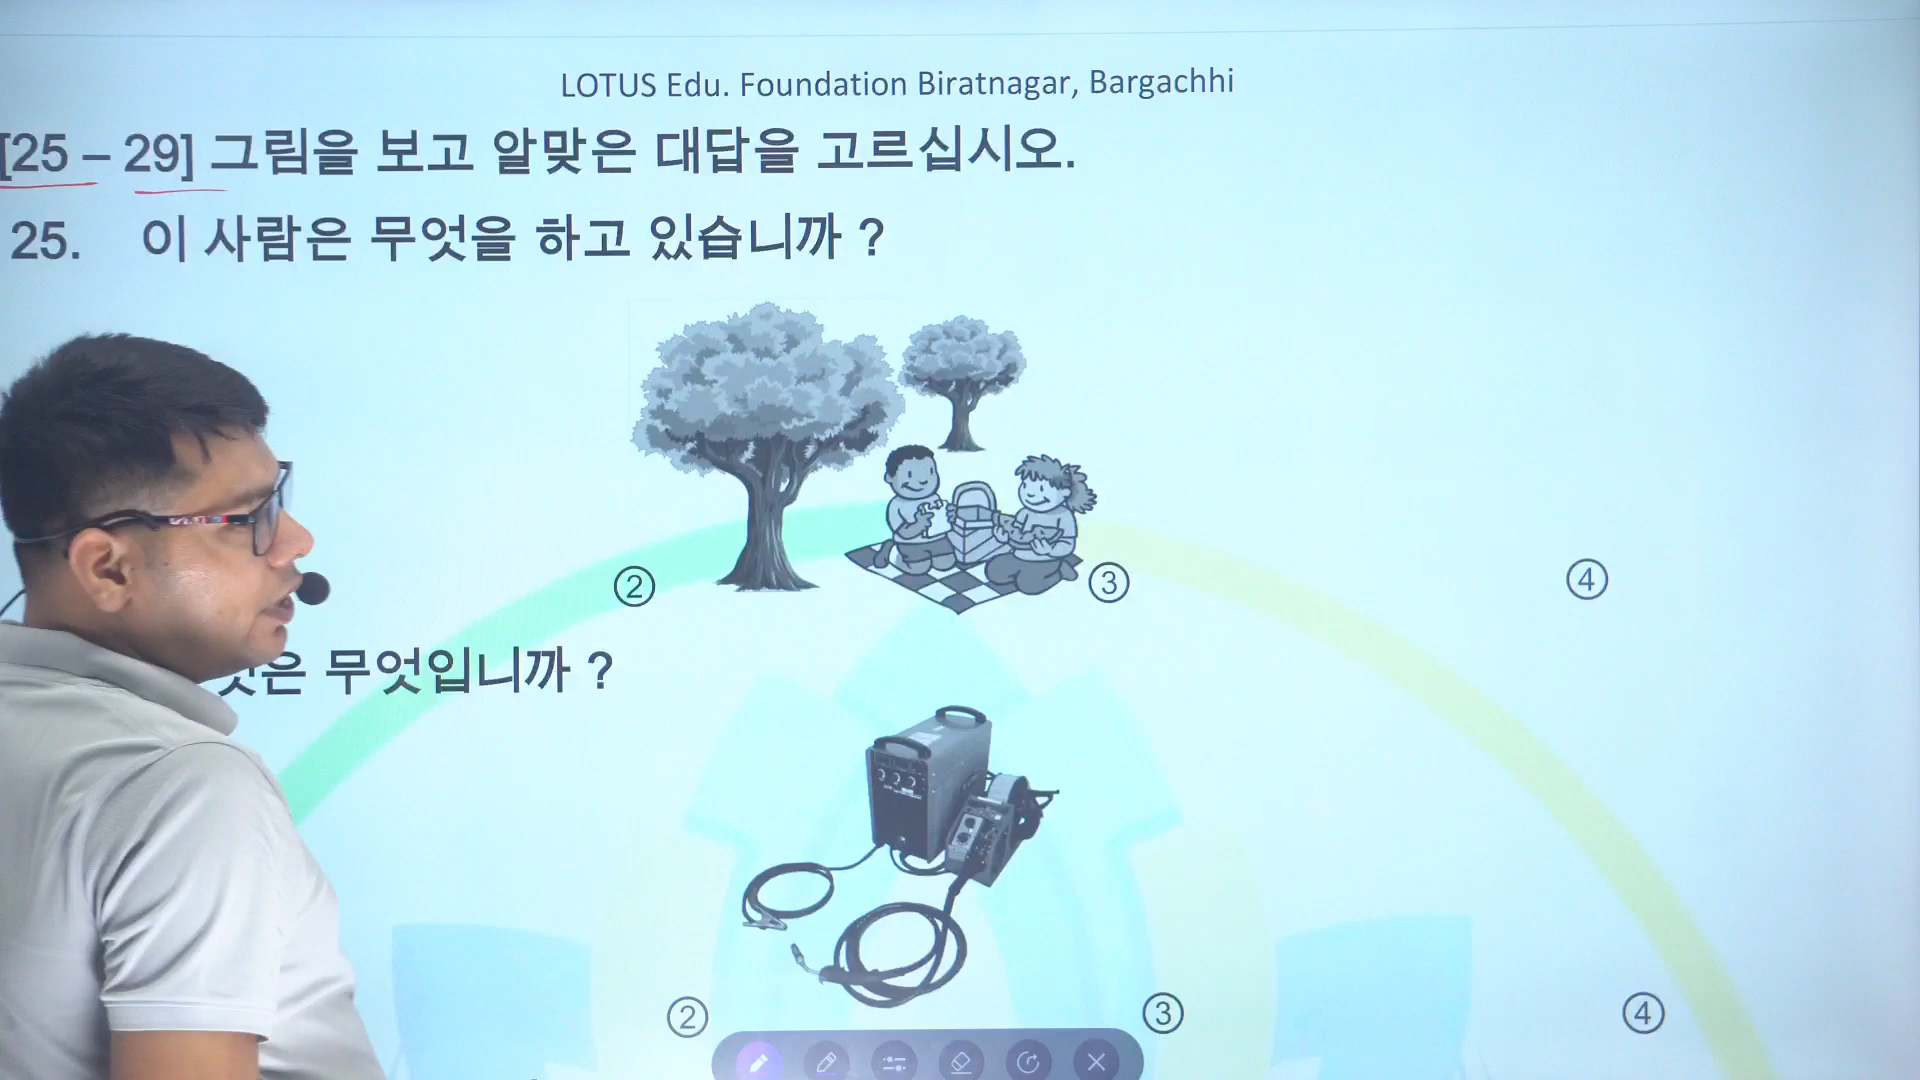 LOTUS Edu. Foundation Biratnagar, Bargachhi
[25 – 29] 그림을 보고 알맞은 대답을 고르십시오.
25. 이 사람은 무엇을 하고 있습니까 ?
② ③ ④
것은 무엇입니까 ?
② ③ ④